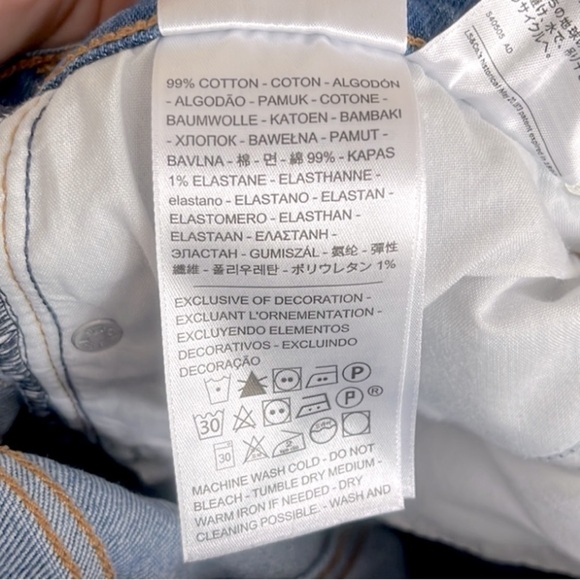 99% COTTON - COTON - ALGODÓN
- ALGODÃO - PAMUK - COTONE -
BAUMWOLLE - KATOEN - BAMBAKI
- ХЛОПОК - BAWEŁNA - PAMUT -
BAVLNA - 棉 - 면 - 綿 99% - KAPAS
1% ELASTANE - ELASTHANNE -
elastano - ELASTANO - ELASTAN -
ELASTOMERO - ELASTHAN -
ELASTAAN - ΕΛΑΣΤΑΝΗ -
ЭЛАСТАН - GUMISZÁL - 氨纶 - 彈性
纖維 - 폴리우레탄 - ポリウレタン 1%
EXCLUSIVE OF DECORATION -
EXCLUANT L'ORNEMENTATION -
EXCLUYENDO ELEMENTOS
DECORATIVOS - EXCLUINDO
DECORAÇÃO
P
30 P ®
30
MACHINE WASH COLD - DO NOT
BLEACH - TUMBLE DRY MEDIUM -
WARM IRON IF NEEDED - DRY
CLEANING POSSIBLE. - WASH AND